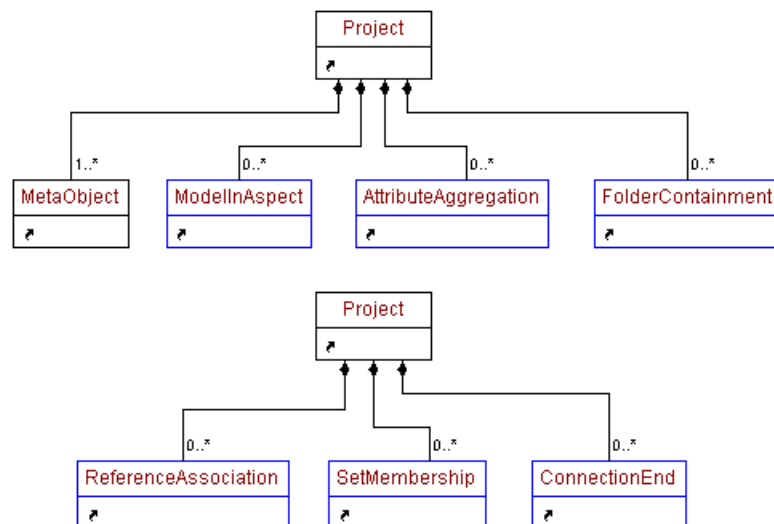 Project
1..*
0..*
0..*
0..*
MetaObject
ModelInAspect
AttributeAggregation
FolderContainment
Project
0..*
0..*
0..*
ReferenceAssociation
SetMembership
ConnectionEnd